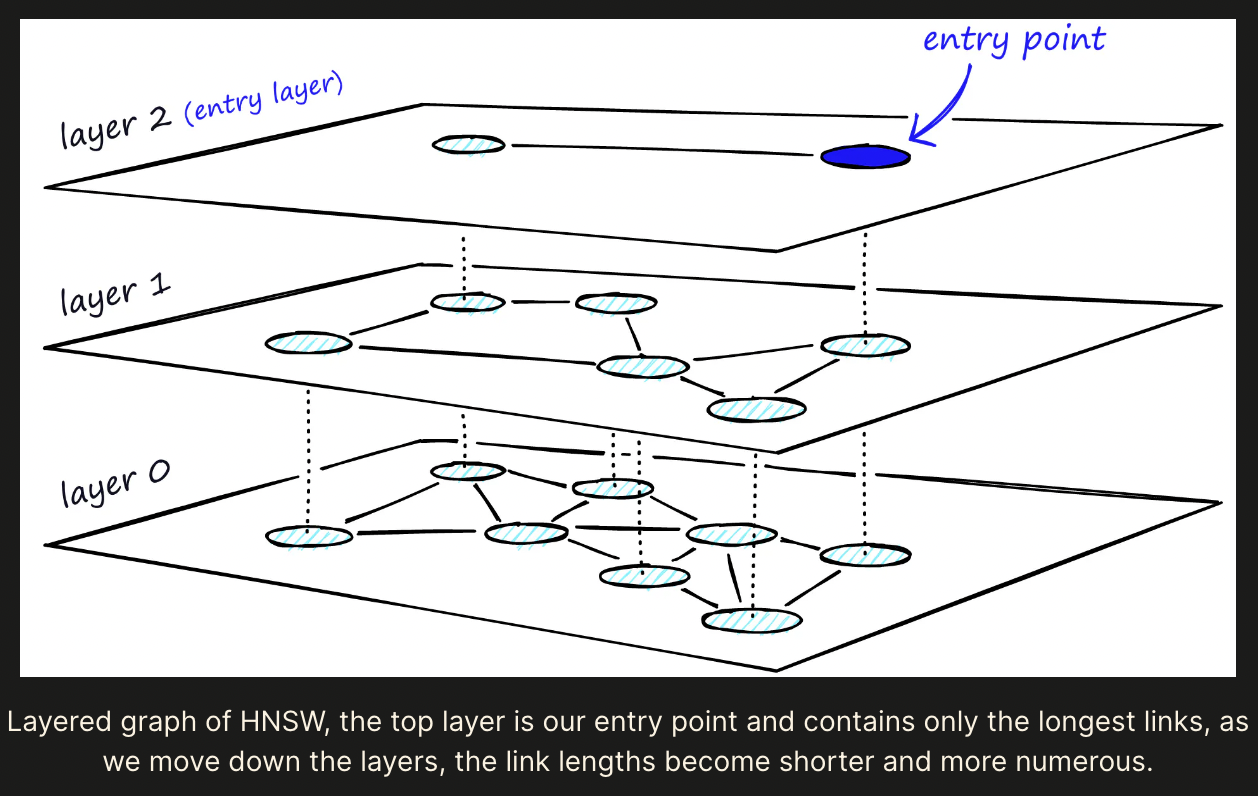 entry point
layer 2 (entry layer)
layer 1
layer 0
Layered graph of HNSW, the top layer is our entry point and contains only the longest links, as
we move down the layers, the link lengths become shorter and more numerous.